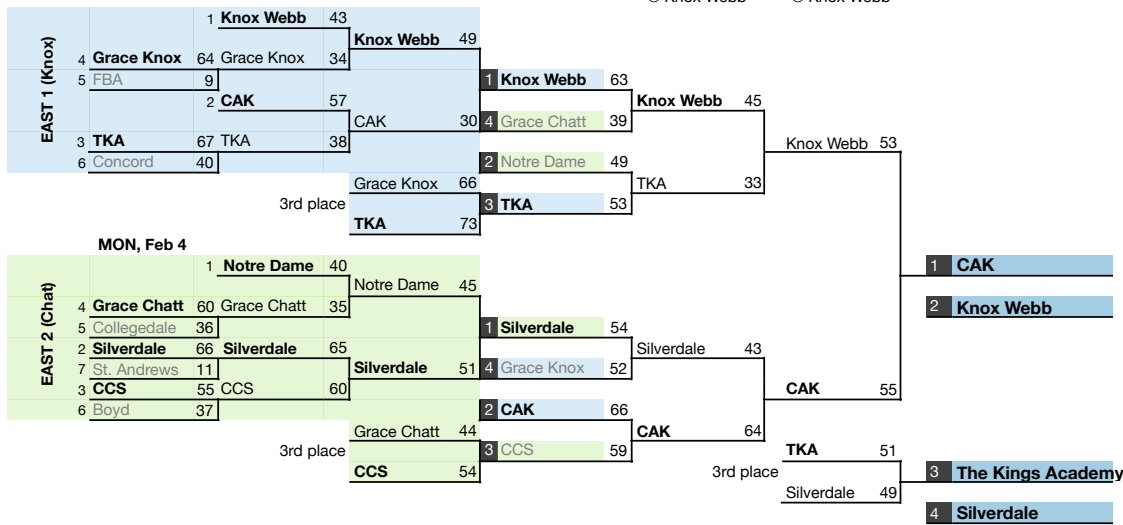 @ Knox Webb @ Knox Webb
EAST 1 (Knox)
1 Knox Webb 43
Knox Webb 49
4 Grace Knox 64 Grace Knox 34
5 FBA 9
1 Knox Webb 63
2 CAK 57
Knox Webb 45
CAK 30
4 Grace Chatt 39
3 TKA 67 TKA 38
Knox Webb 53
6 Concord 40
2 Notre Dame 49
Grace Knox 66
TKA 33
3rd place
3 TKA 53
TKA 73
MON, Feb 4
EAST 2 (Chat)
1 Notre Dame 40
1 CAK
Notre Dame 45
4 Grace Chatt 60 Grace Chatt 35
2 Knox Webb
5 Collegedale 36
1 Silverdale 54
2 Silverdale 66 Silverdale 65
Silverdale 43
7 St. Andrews 11
Silverdale 51
4 Grace Knox 52
3 CCS 55 CCS 60
CAK 55
6 Boyd 37
2 CAK 66
Grace Chatt 44
CAK 64
3rd place
3 CCS 59
TKA 51
CCS 54
3rd place
3 The Kings Academy
Silverdale 49
4 Silverdale